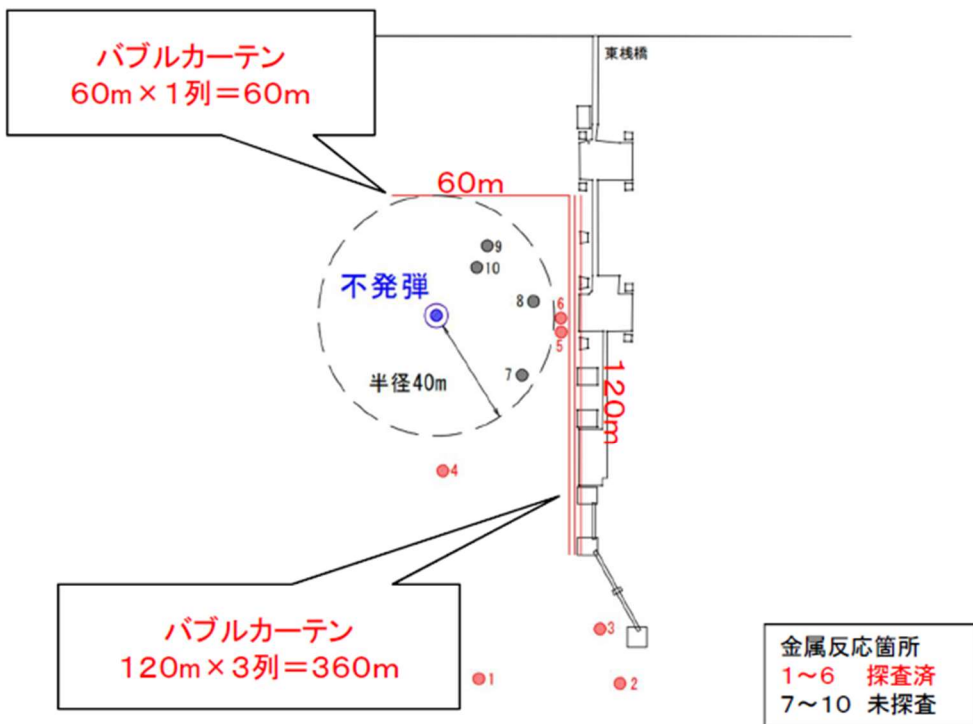 バブルカーテン
60m×1列=60m
東桟橋
60m
9
10
不発弾
8
6
5
半径40m
7
120m
4
バブルカーテン
120m×3列=360m
3
1
2
金属反応箇所
1~6 探査済
7~10 未探査